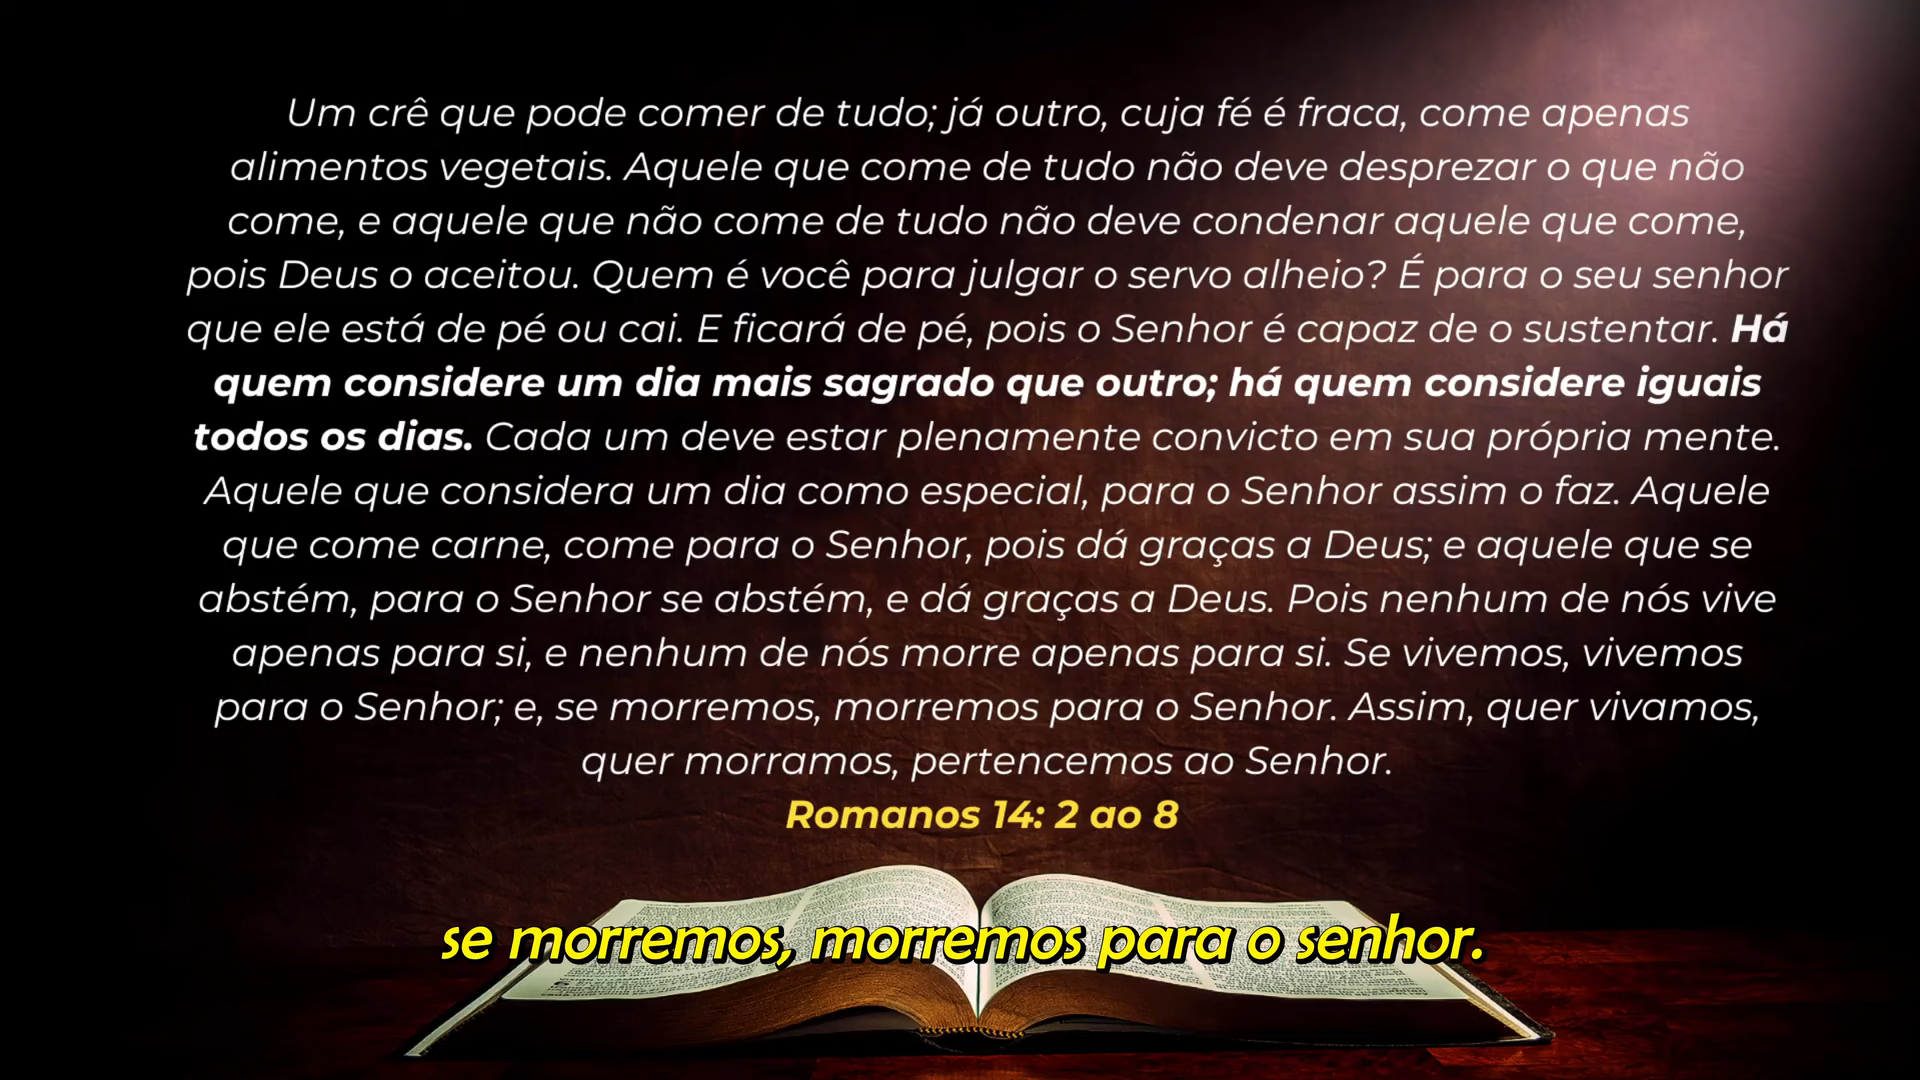 Um crê que pode comer de tudo; já outro, cuja fé é fraca, come apenas
alimentos vegetais. Aquele que come de tudo não deve desprezar o que não
come, e aquele que não come de tudo não deve condenar aquele que come,
pois Deus o aceitou. Quem é você para julgar o servo alheio? É para o seu senhor
que ele está de pé ou cai. E ficará de pé, pois o Senhor é capaz de o sustentar. Há
quem considere um dia mais sagrado que outro; há quem considere iguais
todos os dias. Cada um deve estar plenamente convicto em sua própria mente.
Aquele que considera um dia como especial, para o Senhor assim o faz. Aquele
que come carne, come para o Senhor, pois dá graças a Deus; e aquele que se
abstém, para o Senhor se abstém, e dá graças a Deus. Pois nenhum de nós vive
apenas para si, e nenhum de nós morre apenas para si. Se vivemos, vivemos
para o Senhor; e, se morremos, morremos para o Senhor. Assim, quer vivamos,
quer morramos, pertencemos ao Senhor.
Romanos 14: 2 ao 8
se morremos, morremos para o senhor.